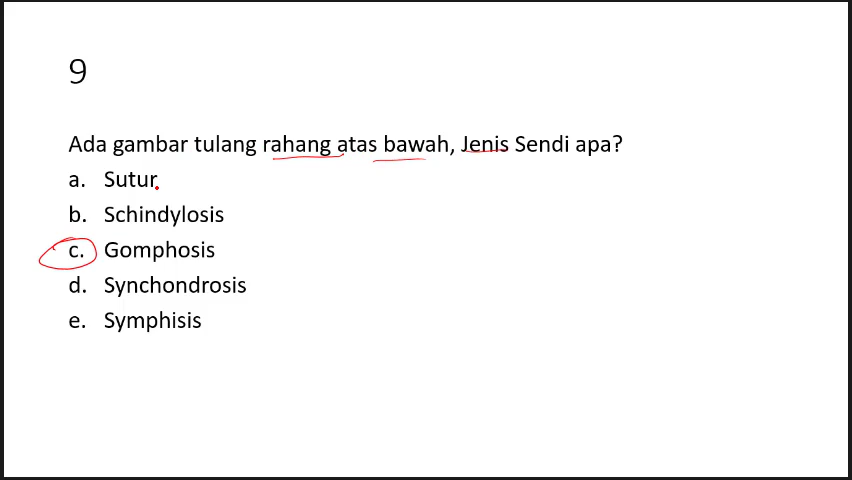 9
Ada gambar tulang rahang atas bawah, Jenis Sendi apa?
a. Sutur
b. Schindylosis
c. Gomphosis
d. Synchondrosis
e. Symphisis